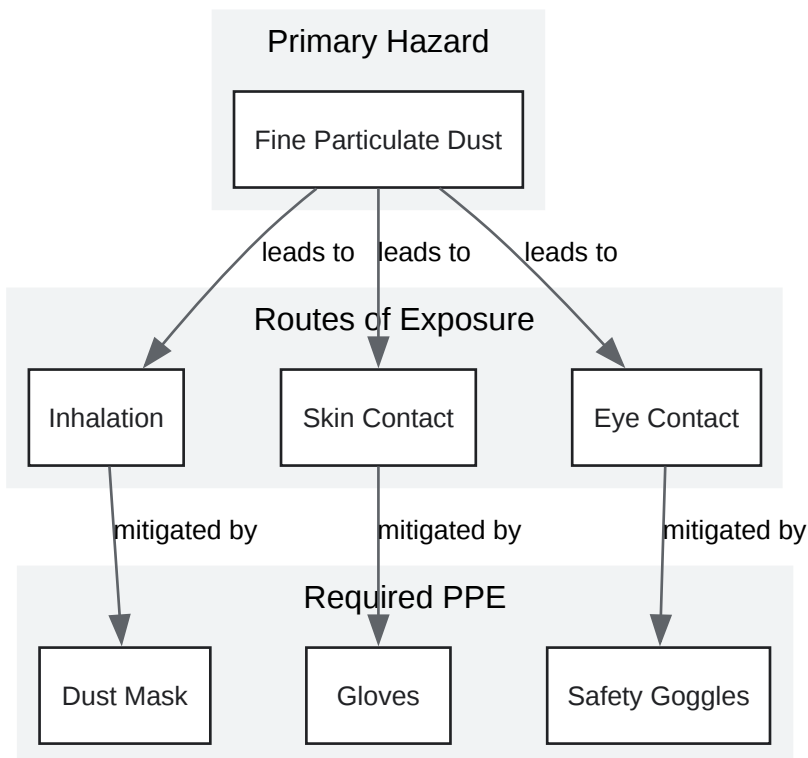 Primary Hazard
Fine Particulate Dust
leads to leads to leads to
Routes of Exposure
Inhalation Skin Contact Eye Contact
mitigated by mitigated by mitigated by
Required PPE
Dust Mask Gloves Safety Goggles